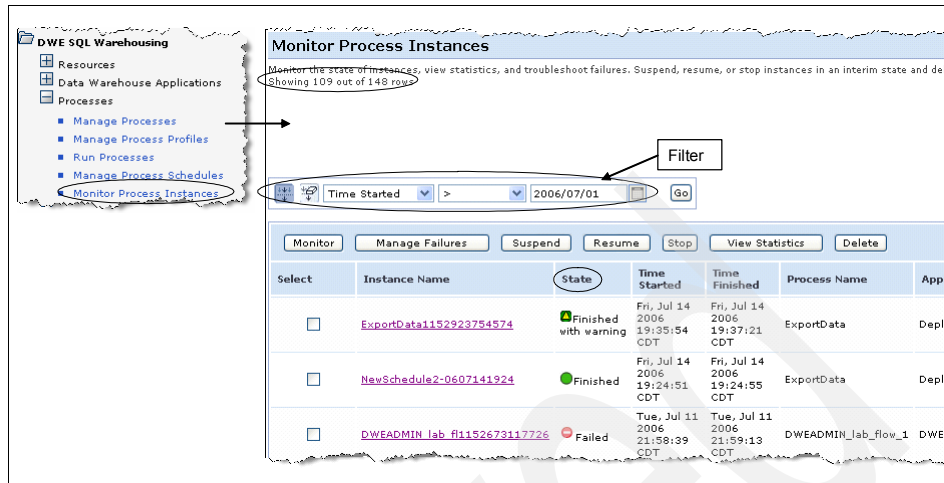 DWE SQL Warehousing
Resources
Data Warehouse Applications
Processes
Manage Processes
Manage Process Profiles
Run Processes
Manage Process Schedules
Monitor Process Instances
Monitor Process Instances
Monitor the state of instances, view statistics, and troubleshoot failures. Suspend, resume, or stop instances in an interim state and de
Showing 109 out of 148 rows
Filter
Time Started > 2006/07/01 Go
Monitor Manage Failures Suspend Resume Stop View Statistics Delete
Select Instance Name State Time Started Time Finished Process Name App
ExportData1152923754574 Finished with warning Fri, Jul 14 2006 19:35:54 CDT Fri, Jul 14 2006 19:37:21 CDT ExportData Depl
NewSchedule2-0607141924 Finished Fri, Jul 14 2006 19:24:51 CDT Fri, Jul 14 2006 19:24:55 CDT ExportData Depl
DWEADMIN_lab_fl1152673117726 Failed Tue, Jul 11 2006 21:58:39 CDT Tue, Jul 11 2006 21:59:13 CDT DWEADMIN_lab_flow_1 DWE